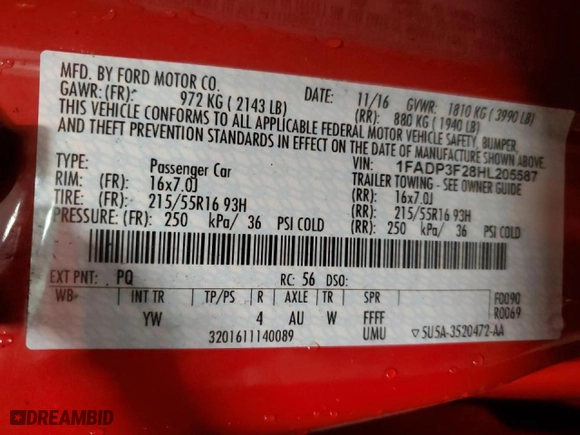 MFD. BY FORD MOTOR CO.
DATE: 11/16 GVWR: 1810 KG ( 3990 LB)
GAWR: (FR): 972 KG ( 2143 LB) (RR): 880 KG ( 1940 LB)
THIS VEHICLE CONFORMS TO ALL APPLICABLE FEDERAL MOTOR VEHICLE SAFETY, BUMPER,
AND THEFT PREVENTION STANDARDS IN EFFECT ON THE DATE OF MANUFACTURE SHOWN ABOVE.
VIN: 1FADP3F28HL205587
TYPE: Passenger Car TRAILER TOWING - SEE OWNER GUIDE
RIM: (FR): 16x7.0J (RR): 16x7.0J
TIRE: (FR): 215/55R16 93H (RR): 215/55R16 93H
PRESSURE: (FR): 250 kPa/ 36 PSI COLD (RR): 250 kPa/ 36 PSI COLD
EXT PNT: PQ RC: 56 DSO:
WB INT TR TP/PS R AXLE TR SPR F0090
R0069
YW 4 AU W FFFF
3201611140089 UMU ▽5U5A-3520472-AA
DREAMBID